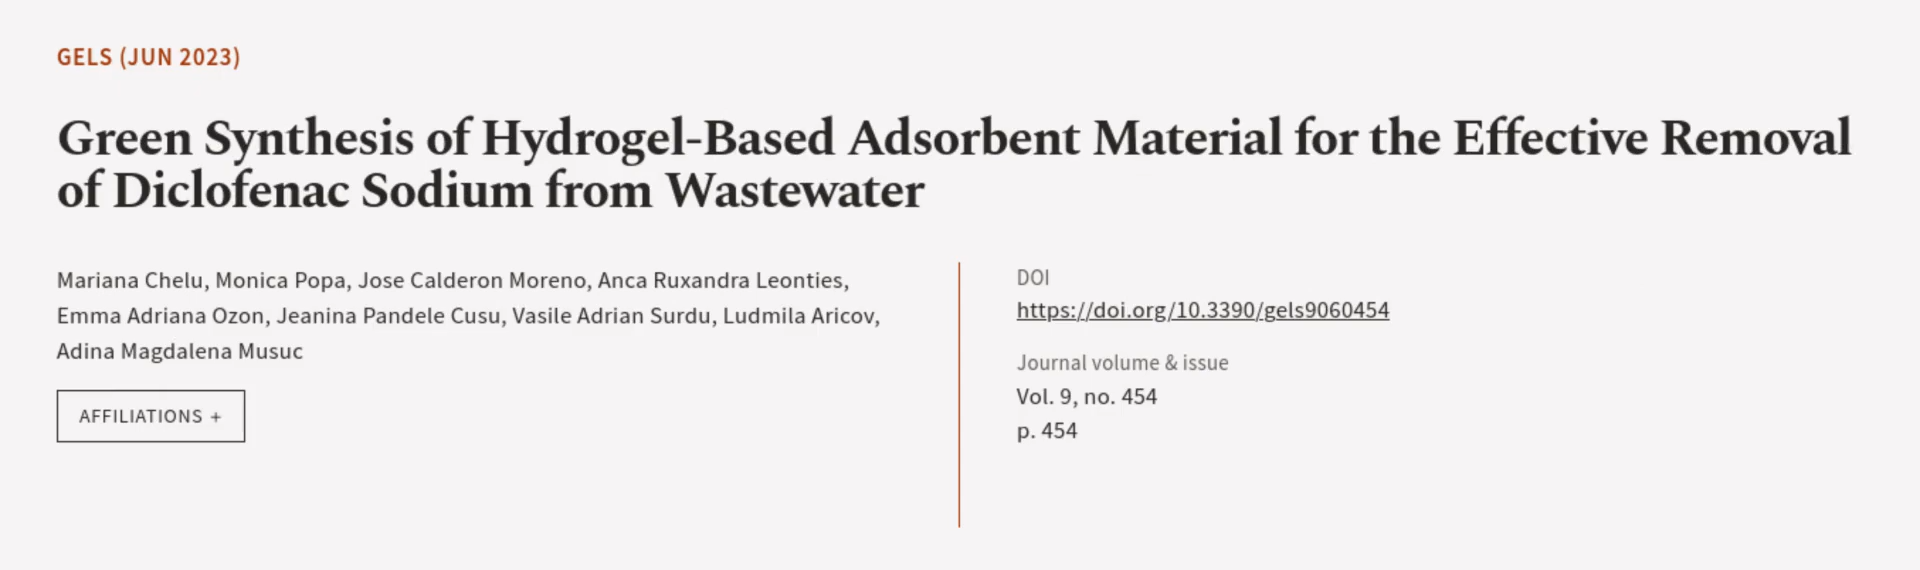 GELS (JUN 2023)
Green Synthesis of Hydrogel-Based Adsorbent Material for the Effective Removal
of Diclofenac Sodium from Wastewater
Mariana Chelu, Monica Popa, Jose Calderon Moreno, Anca Ruxandra Leonties,
Emma Adriana Ozon, Jeanina Pandele Cusu, Vasile Adrian Surdu, Ludmila Aricov,
Adina Magdalena Musuc
AFFILIATIONS +
DOI
https://doi.org/10.3390/gels9060454
Journal volume & issue
Vol. 9, no. 454
p. 454